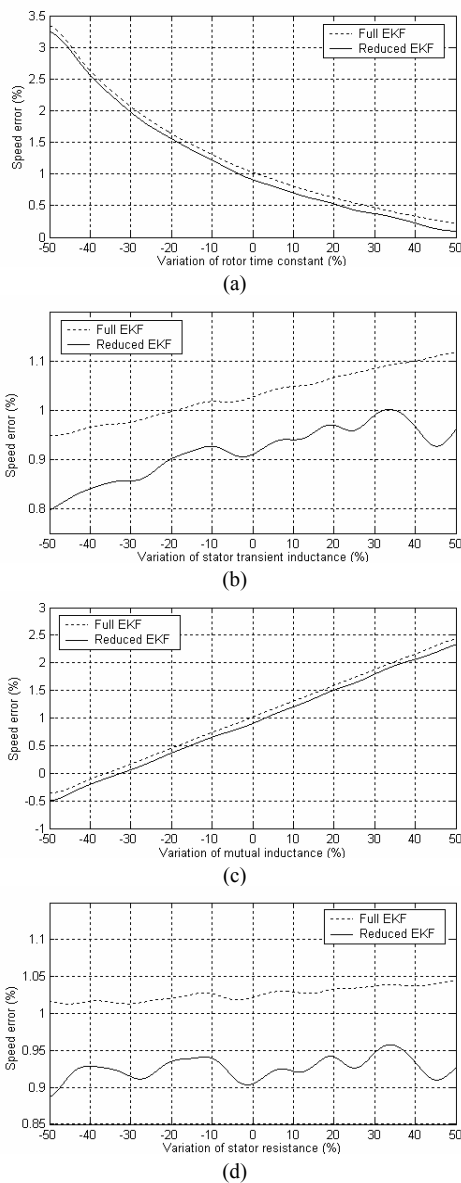 3.5
3
2.5
2
1.5
1
0.5
0
Speed error (%)
Full EKF
Reduced EKF
-50 -40 -30 -20 -10 0 10 20 30 40 50
Variation of rotor time constant (%)
(a)
1.1
1
0.9
0.8
Speed error (%)
Full EKF
Reduced EKF
-50 -40 -30 -20 -10 0 10 20 30 40 50
Variation of stator transient inductance (%)
(b)
3
2.5
2
1.5
1
0.5
0
-0.5
-1
Speed error (%)
Full EKF
Reduced EKF
-50 -40 -30 -20 -10 0 10 20 30 40 50
Variation of mutual inductance (%)
(c)
1.1
1.05
1
0.95
0.9
0.85
Speed error (%)
Full EKF
Reduced EKF
-50 -40 -30 -20 -10 0 10 20 30 40 50
Variation of stator resistance (%)
(d)